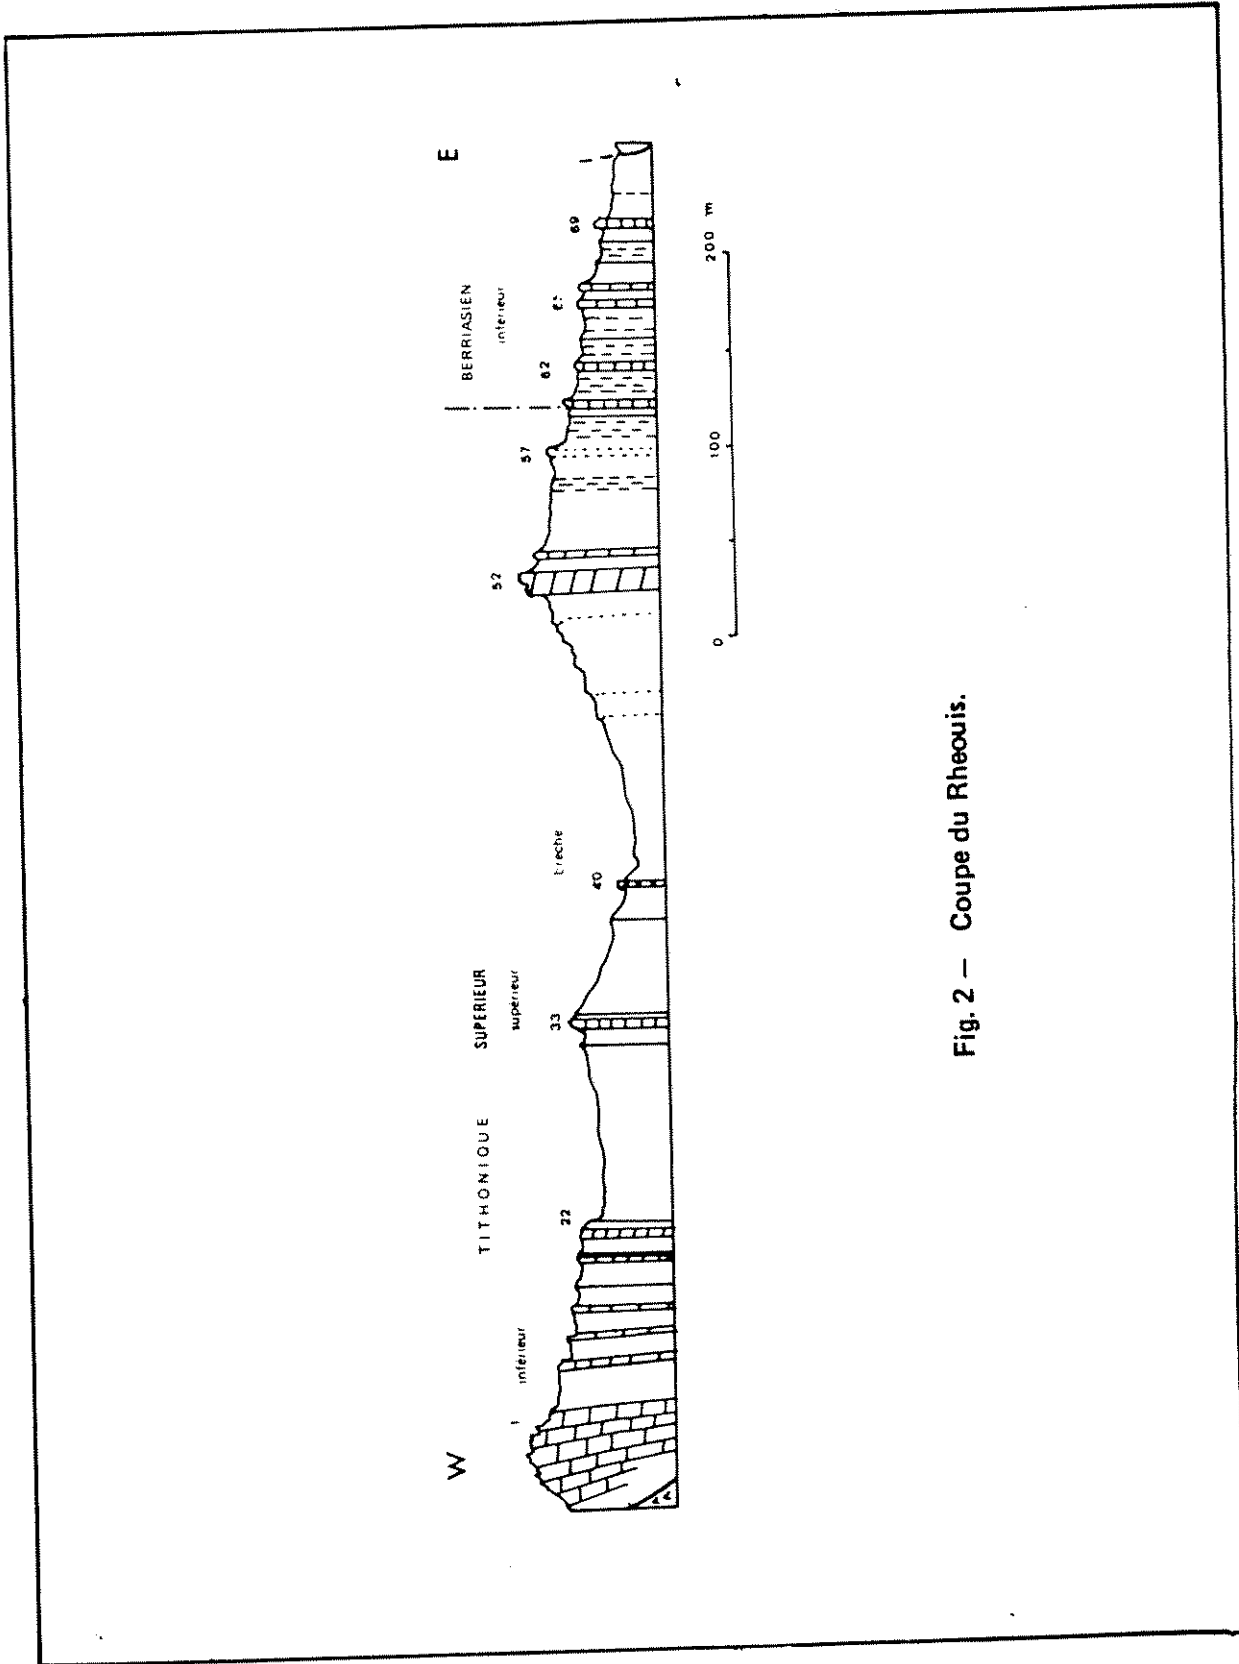 W
E
TITHONIQUE SUPERIEUR
BERRIASIEN
inférieur
supérieur
inferieur
brèche
1
22
33
40
52
57
62
69
0 100 200 m
Fig. 2 — Coupe du Rheouis.